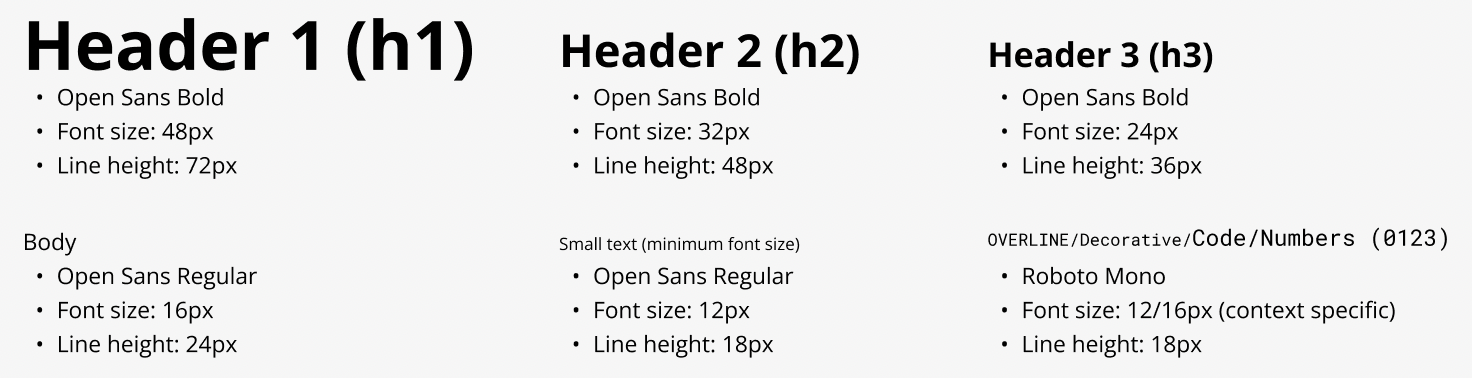 Header 1 (h1)
• Open Sans Bold
• Font size: 48px
• Line height: 72px
Header 2 (h2)
• Open Sans Bold
• Font size: 32px
• Line height: 48px
Header 3 (h3)
• Open Sans Bold
• Font size: 24px
• Line height: 36px
Body
• Open Sans Regular
• Font size: 16px
• Line height: 24px
Small text (minimum font size)
• Open Sans Regular
• Font size: 12px
• Line height: 18px
OVERLINE/Decorative/Code/Numbers (0123)
• Roboto Mono
• Font size: 12/16px (context specific)
• Line height: 18px